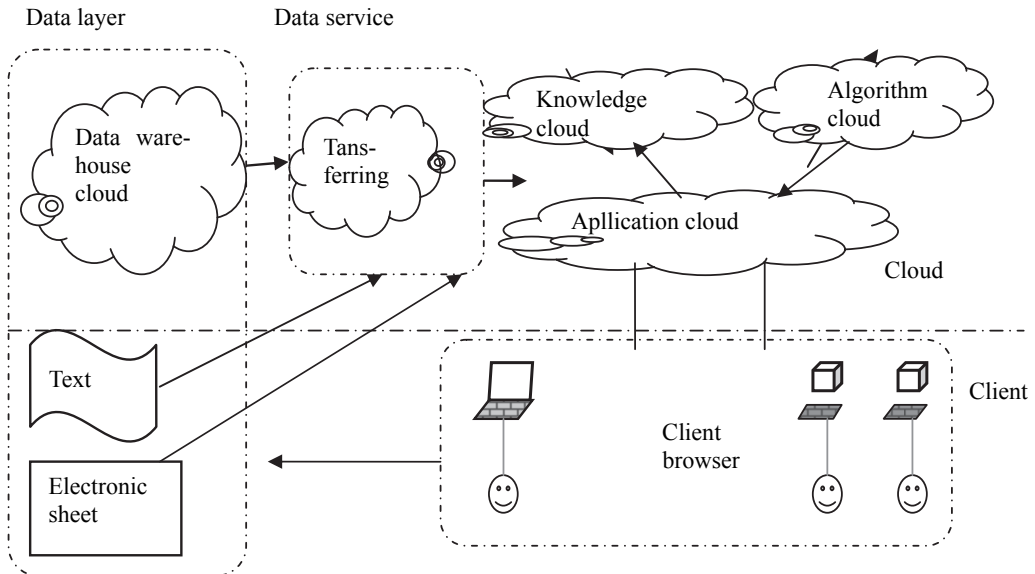 Data layer
Data service
Data ware-
house
cloud
Tans-
ferring
Knowledge
cloud
Algorithm
cloud
Apllication cloud
Cloud
Text
Client
Client
browser
Electronic
sheet